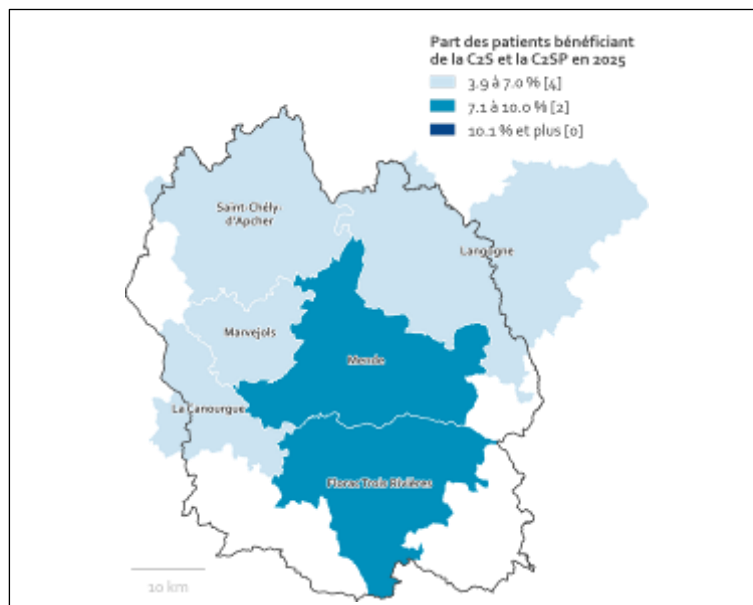 Part des patients bénéficiant
de la C2S et la C2SP en 2025
3.9 à 7.0 % [4]
7.1 à 10.0 % [2]
10.1 % et plus [0]
Saint-Chély-
d'Apcher
Langogne
Marvejols
Mende
La Canourgue
Florac Trois Rivières
10 km